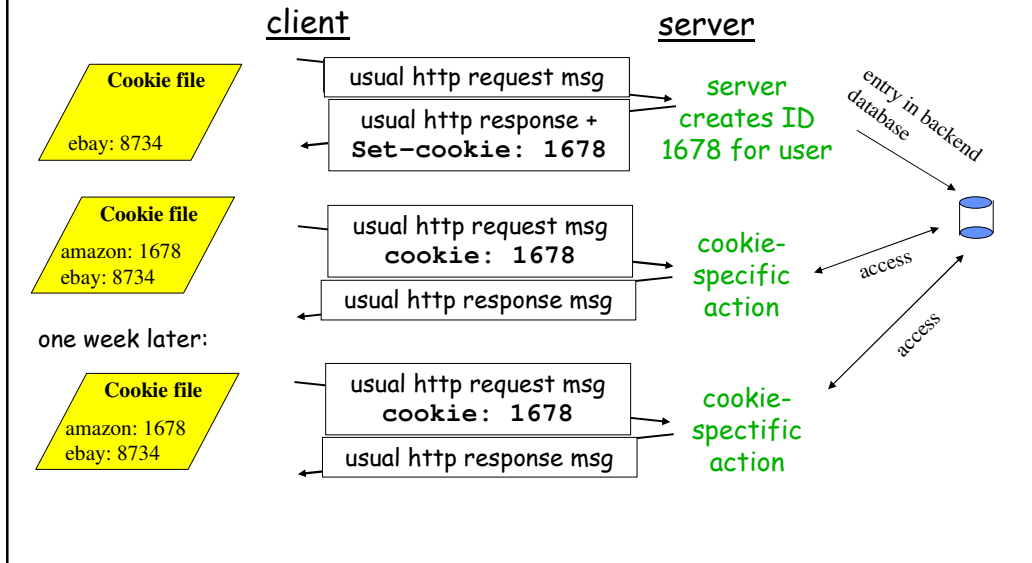 client
server
Cookie file
ebay: 8734
usual http request msg
usual http response +
Set-cookie: 1678
server
creates ID
1678 for user
entry in backend
database
Cookie file
amazon: 1678
ebay: 8734
usual http request msg
cookie: 1678
usual http response msg
cookie-
specific
action
access
access
one week later:
Cookie file
amazon: 1678
ebay: 8734
usual http request msg
cookie: 1678
usual http response msg
cookie-
spectific
action